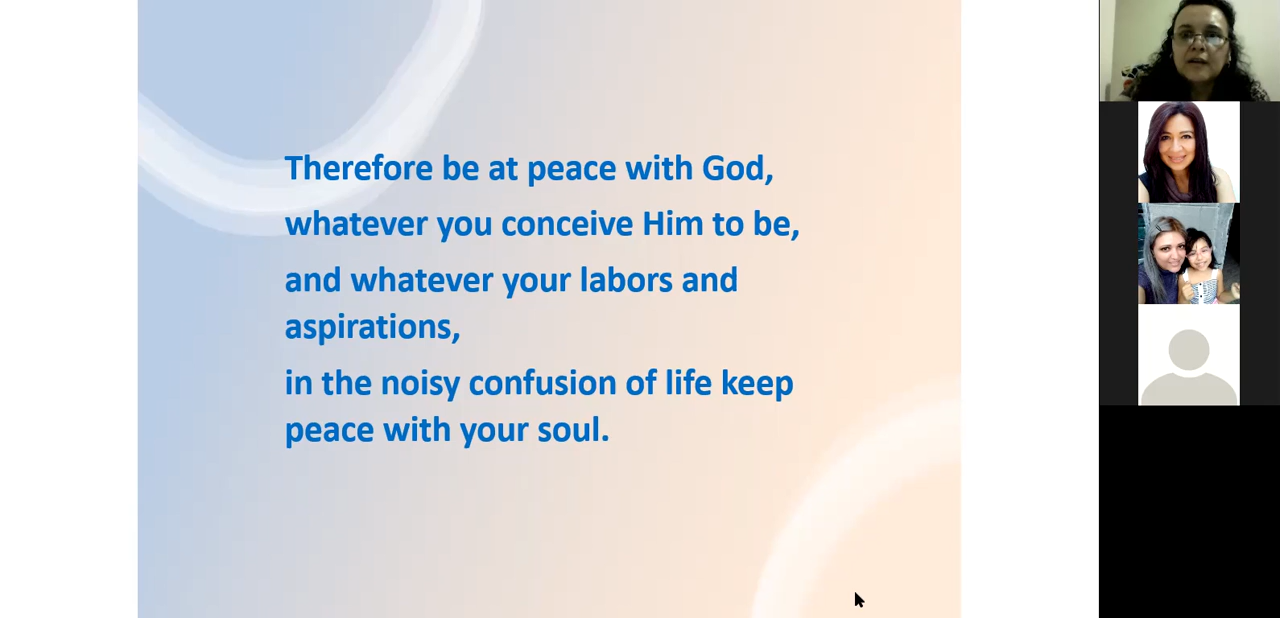 Therefore be at peace with God,
whatever you conceive Him to be,
and whatever your labors and
aspirations,
in the noisy confusion of life keep
peace with your soul.